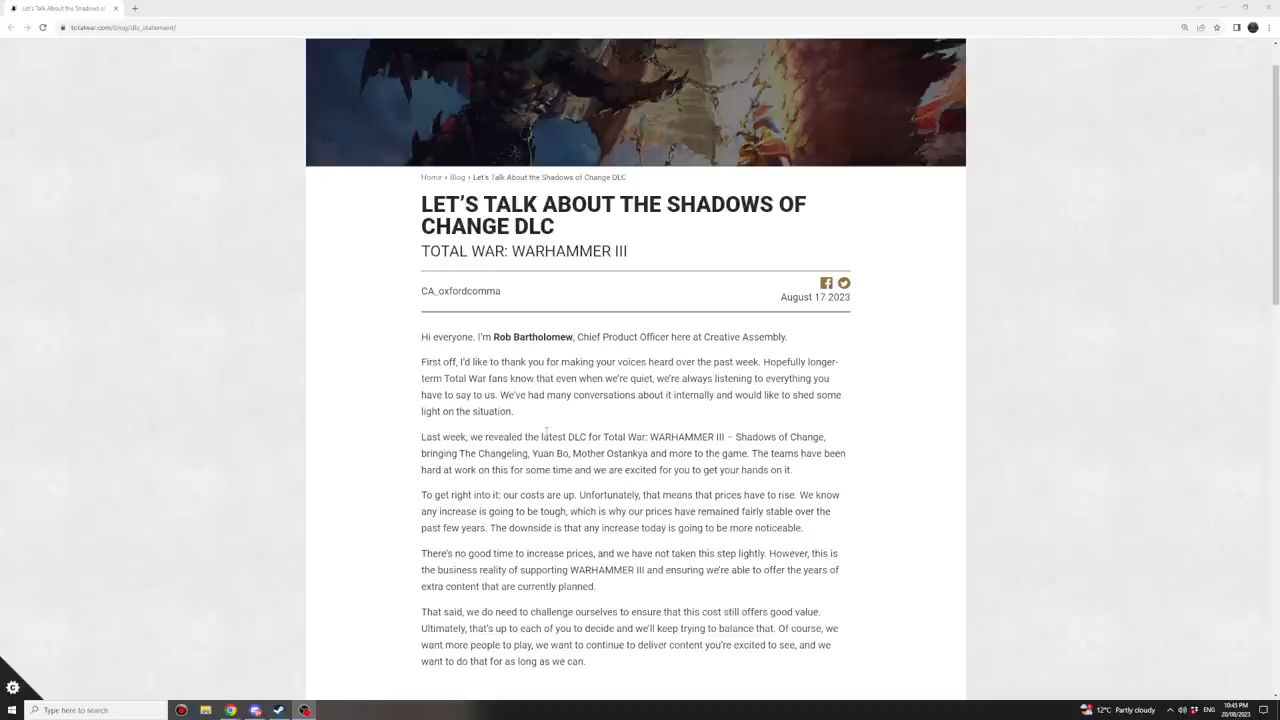 Let's Talk About the Shadows of
totalwar.com/blog/dlc_statement/
Home › Blog › Let's Talk About the Shadows of Change DLC
LET'S TALK ABOUT THE SHADOWS OF
CHANGE DLC
TOTAL WAR: WARHAMMER III
CA_oxfordcomma
August 17 2023
Hi everyone. I'm Rob Bartholomew, Chief Product Officer here at Creative Assembly.
First off, I'd like to thank you for making your voices heard over the past week. Hopefully longer-
term Total War fans know that even when we're quiet, we're always listening to everything you
have to say to us. We've had many conversations about it internally and would like to shed some
light on the situation.
Last week, we revealed the latest DLC for Total War: WARHAMMER III – Shadows of Change,
bringing The Changeling, Yuan Bo, Mother Ostankya and more to the game. The teams have been
hard at work on this for some time and we are excited for you to get your hands on it.
To get right into it: our costs are up. Unfortunately, that means that prices have to rise. We know
any increase is going to be tough, which is why our prices have remained fairly stable over the
past few years. The downside is that any increase today is going to be more noticeable.
There's no good time to increase prices, and we have not taken this step lightly. However, this is
the business reality of supporting WARHAMMER III and ensuring we're able to offer the years of
extra content that are currently planned.
That said, we do need to challenge ourselves to ensure that this cost still offers good value.
Ultimately, that's up to each of you to decide and we'll keep trying to balance that. Of course, we
want more people to play, we want to continue to deliver content you're excited to see, and we
want to do that for as long as we can.
Type here to search
12°C Partly cloudy
ENG
10:45 PM
20/08/2023